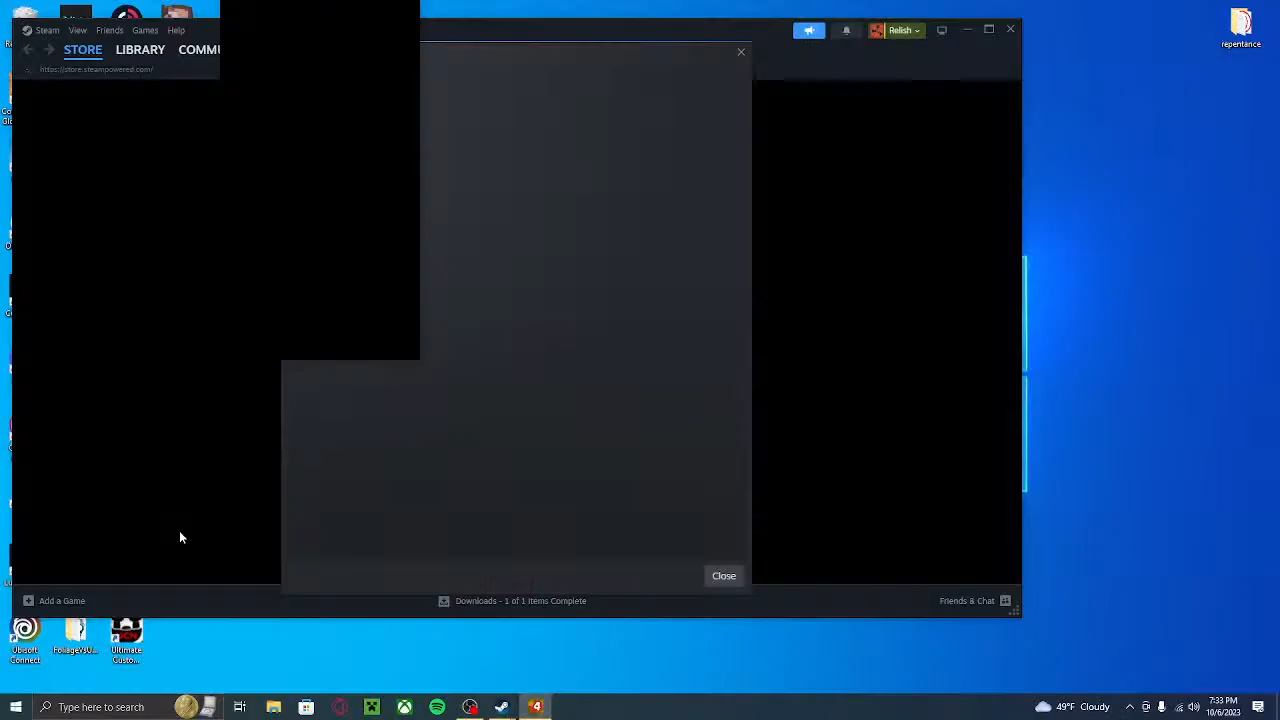 Steam View Friends Games Help
Relish
STORE LIBRARY COMMU
https://store.steampowered.com/
Close
Add a Game
Downloads - 1 of 1 Items Complete
Friends & Chat
repentance
Ubisoft Connect
FoliageVsU...
Ultimate Custo...
Type here to search
4
49°F Cloudy
7:33 PM
10/6/2023